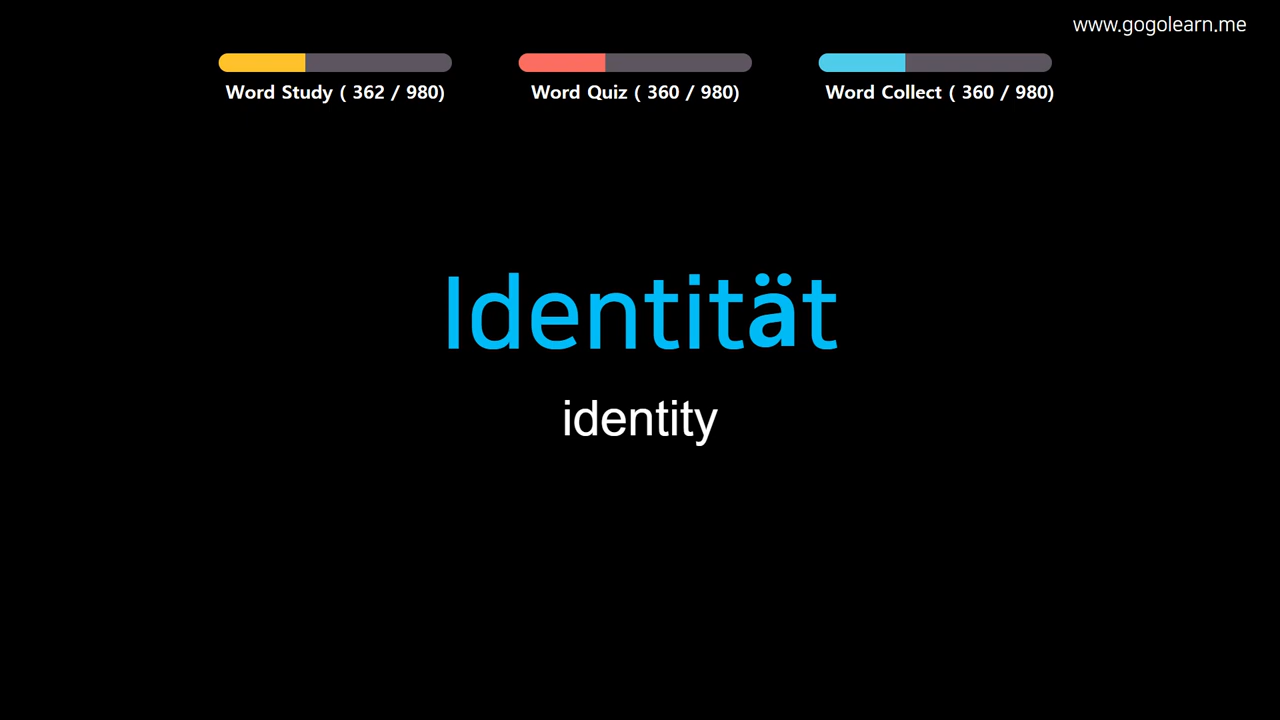 www.gogolearn.me
Word Study ( 362 / 980)
Word Quiz ( 360 / 980)
Word Collect ( 360 / 980)
Identität
identity